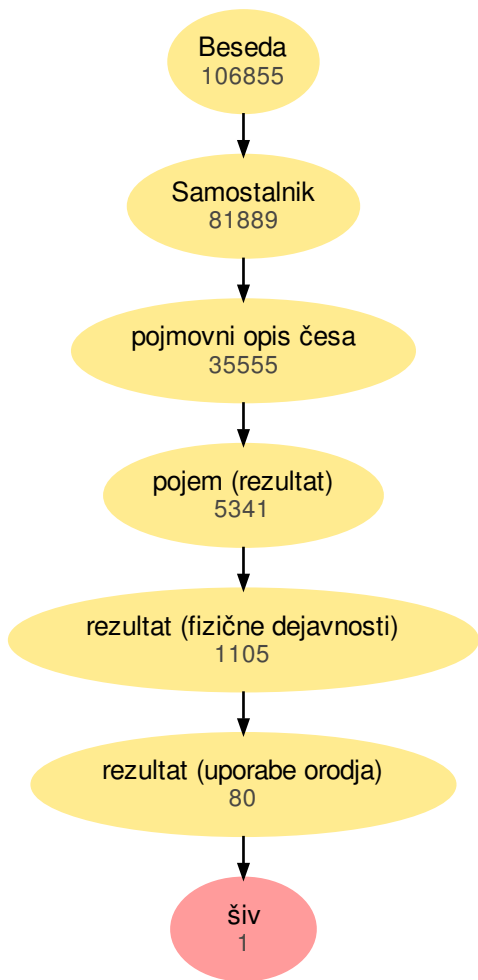 Beseda
106855
Samostalnik
81889
pojmovni opis česa
35555
pojem (rezultat)
5341
rezultat (fizične dejavnosti)
1105
rezultat (uporabe orodja)
80
šiv
1